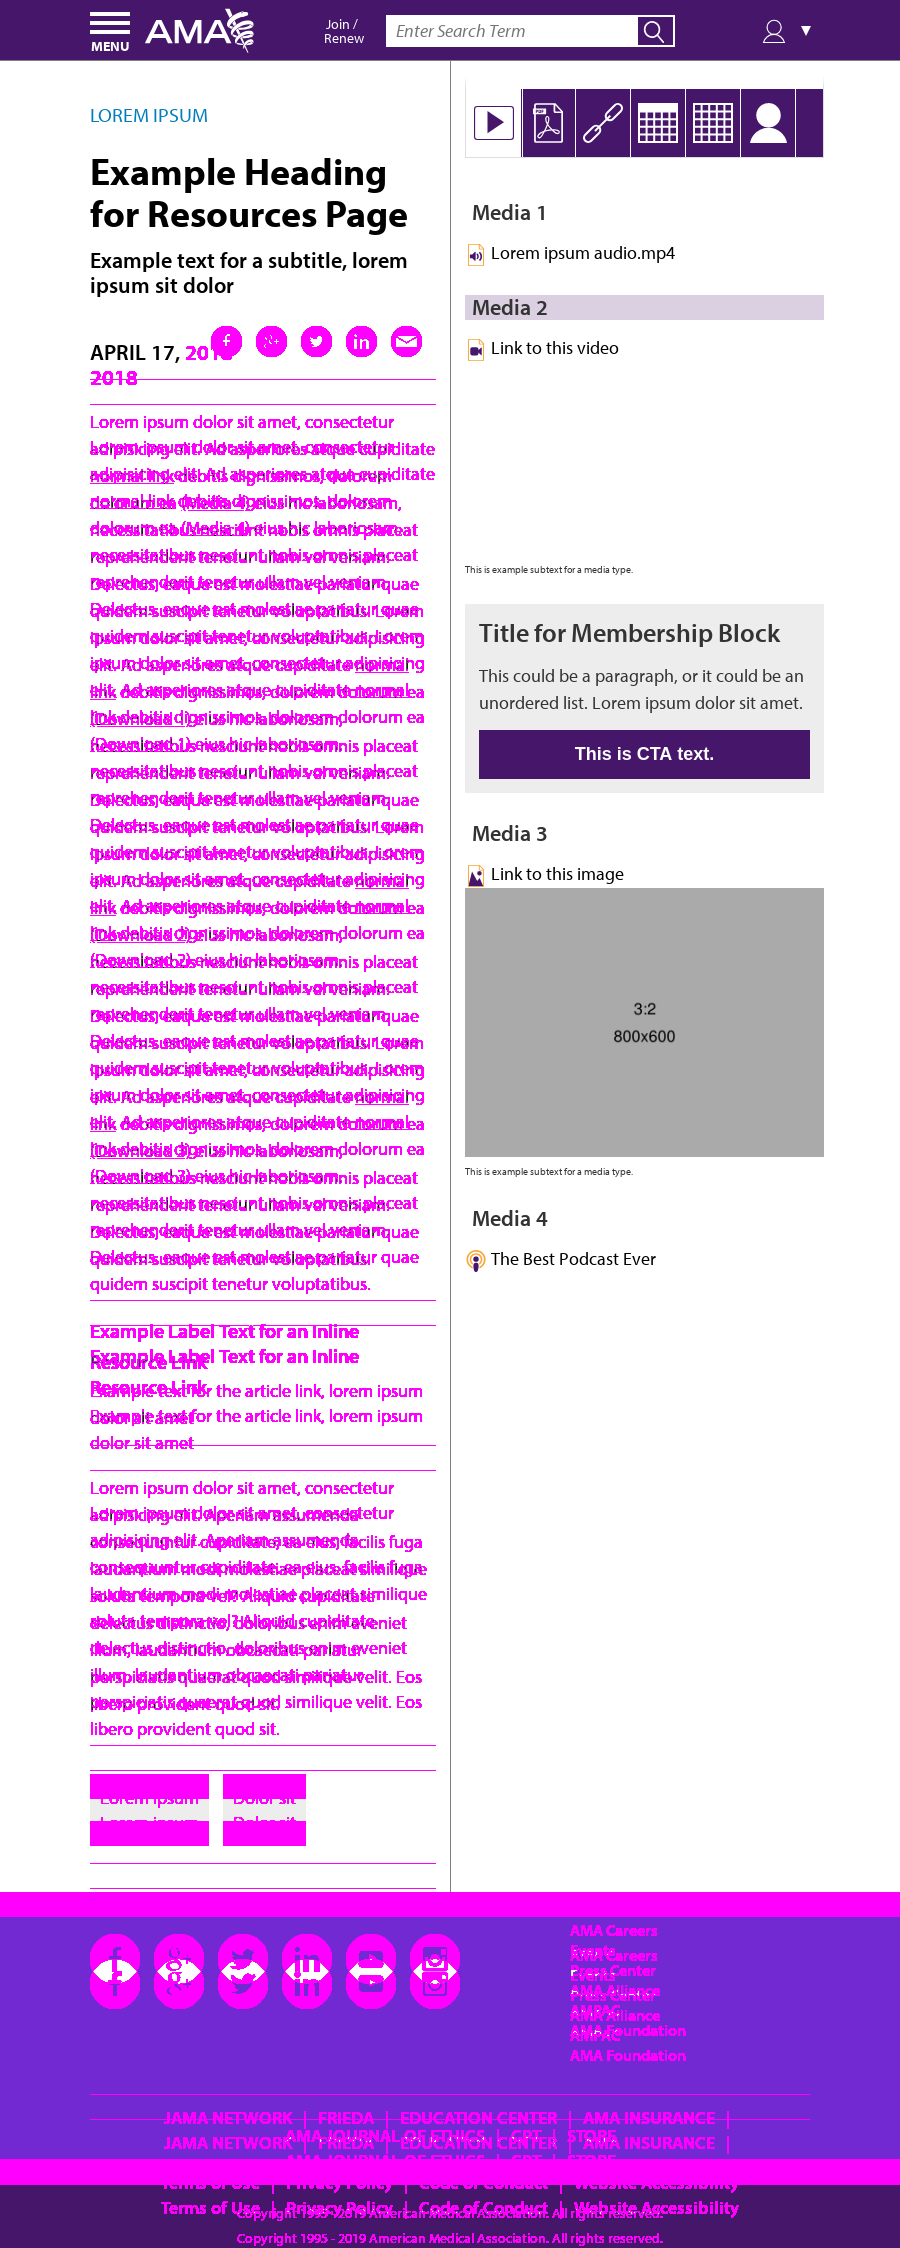 MENU
AMA
Join /
Renew
Enter Search Term
LOREM IPSUM
Example Heading
for Resources Page
Example text for a subtitle, lorem
ipsum sit dolor
APRIL 17,
2018
Lorem ipsum dolor sit amet, consectetur
adipisicing elit. Ad asperiores atque cupiditate
normal link debitis dignissimos, dolorem
dolorum ea (Media 4) eius hic laboriosam,
necessitatibus nesciunt nobis omnis placeat
reprehenderit tenetur ullam vel veniam.
Delectus, eaque est molestiae pariatur quae
quidem suscipit tenetur voluptatibus. Lorem
ipsum dolor sit amet, consectetur adipisicing
elit. Ad asperiores atque cupiditate normal
link debitis dignissimos, dolorem dolorum ea
(Download 1) eius hic laboriosam,
necessitatibus nesciunt nobis omnis placeat
reprehenderit tenetur ullam vel veniam.
Delectus, eaque est molestiae pariatur quae
quidem suscipit tenetur voluptatibus. Lorem
ipsum dolor sit amet, consectetur adipisicing
elit. Ad asperiores atque cupiditate normal
link debitis dignissimos, dolorem dolorum ea
(Download 2) eius hic laboriosam,
necessitatibus nesciunt nobis omnis placeat
reprehenderit tenetur ullam vel veniam.
Delectus, eaque est molestiae pariatur quae
quidem suscipit tenetur voluptatibus. Lorem
ipsum dolor sit amet, consectetur adipisicing
elit. Ad asperiores atque cupiditate normal
link debitis dignissimos, dolorem dolorum ea
(Download 3) eius hic laboriosam,
necessitatibus nesciunt nobis omnis placeat
reprehenderit tenetur ullam vel veniam.
Delectus, eaque est molestiae pariatur quae
quidem suscipit tenetur voluptatibus.
Example Label Text for an Inline
Resource Link
Example text for the article link, lorem ipsum
dolor sit amet
Lorem ipsum dolor sit amet, consectetur
adipisicing elit. Aperiam assumenda
consequuntur cupiditate, ea eius, facilis fuga
laudantium modi molestiae placeat similique
soluta tempora vel? Aliquid cupiditate
delectus distinctio, doloribus enim eveniet
illum, laudantium obcaecati pariatur
perspiciatis quaerat quod similique velit. Eos
libero provident quod sit.
Lorem ipsum Dolor sit
PDF
Media 1
Lorem ipsum audio.mp4
Media 2
Link to this video
This is example subtext for a media type.
Title for Membership Block
This could be a paragraph, or it could be an
unordered list. Lorem ipsum dolor sit amet.
This is CTA text.
Media 3
Link to this image
3:2
800x600
This is example subtext for a media type.
Media 4
The Best Podcast Ever
AMA Careers
Events
Press Center
AMA Alliance
AMPAC
AMA Foundation
JAMA NETWORK | FRIEDA | EDUCATION CENTER | AMA INSURANCE |
AMA JOURNAL OF ETHICS | CPT | STORE
Terms of Use | Privacy Policy | Code of Conduct | Website Accessibility
Copyright 1995 - 2019 American Medical Association. All rights reserved.